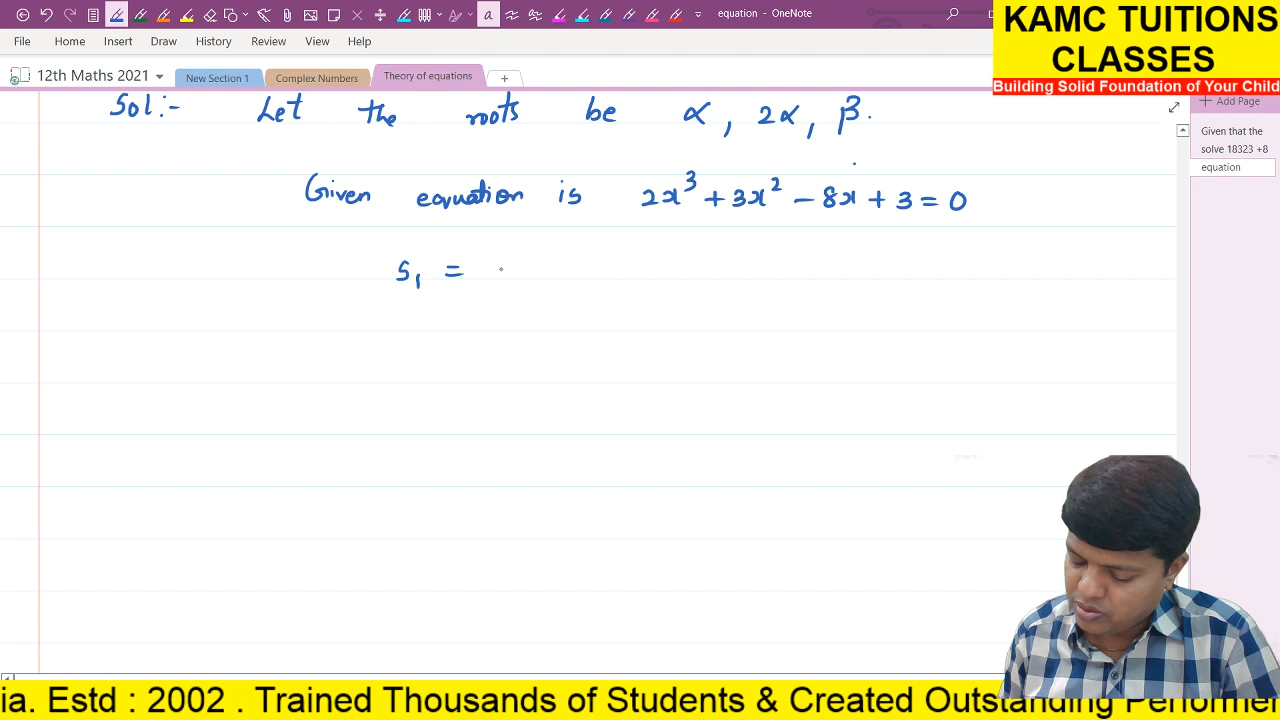 equation - OneNote
KAMC TUITIONS
CLASSES
Building Solid Foundation of Your Child
File Home Insert Draw History Review View Help
12th Maths 2021 New Section 1 Complex Numbers Theory of equations +
Add Page
Given that the
solve 18323 +8
equation
Sol:- Let the roots be α, 2α, β.
Given equation is 2x³ + 3x² - 8x + 3 = 0
S₁ =
ia. Estd : 2002 . Trained Thousands of Students & Created Outstanding Performer